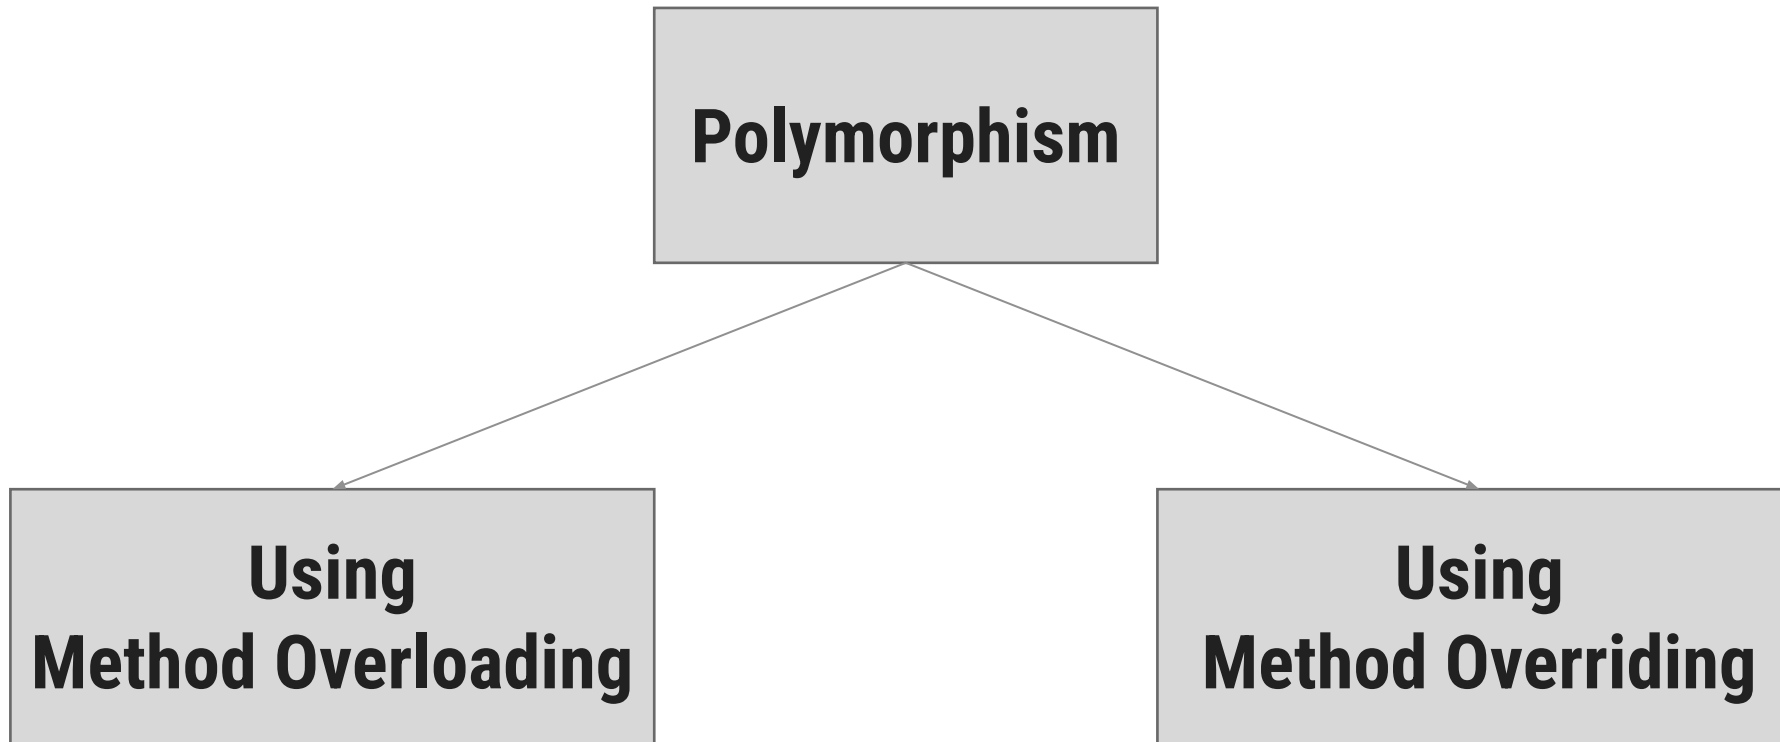 Polymorphism
Using
Method Overloading
Using
Method Overriding